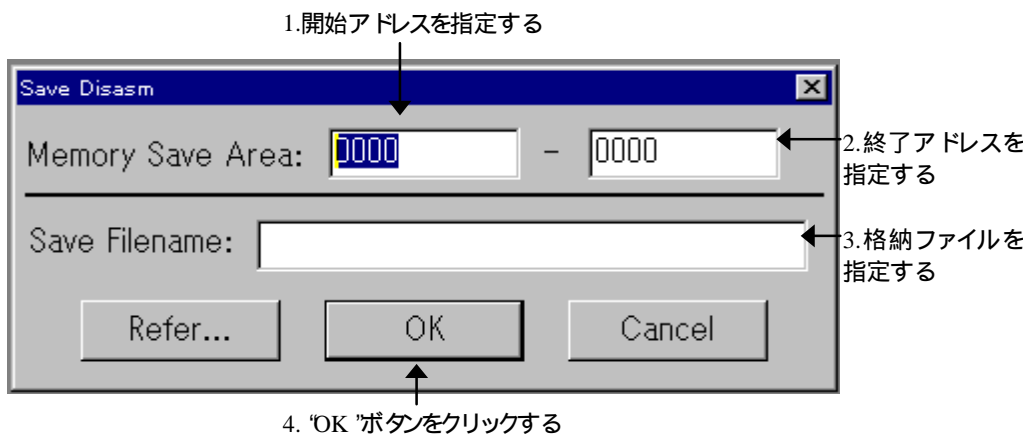 1.開始アドレスを指定する
Save Disasm
Memory Save Area: 0000 - 0000
2.終了アドレスを
指定する
Save Filename:
3.格納ファイルを
指定する
Refer... OK Cancel
4. “OK ”ボタンをクリックする